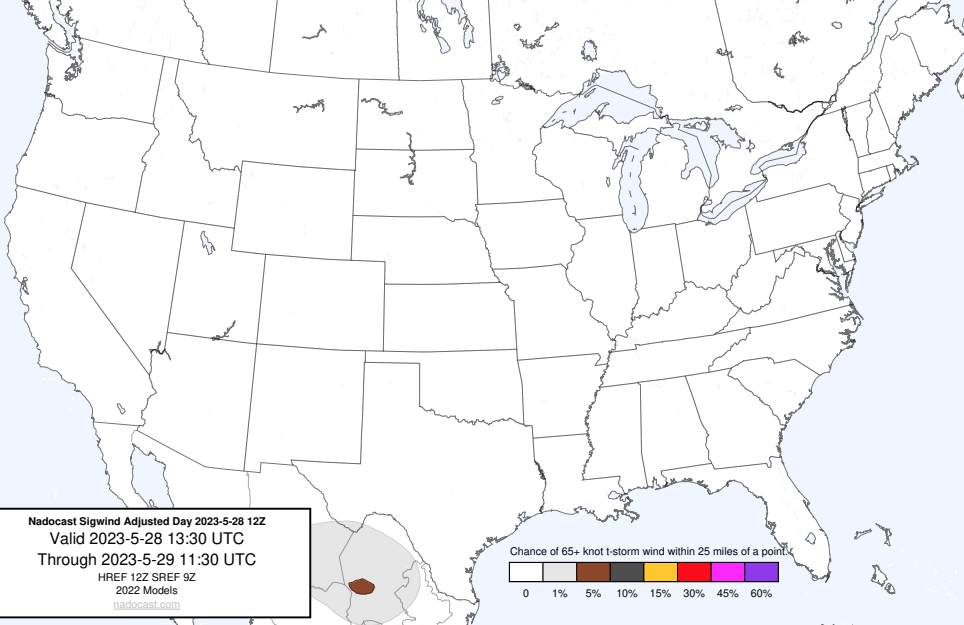 Nadocast Sigwind Adjusted Day 2023-5-28 12Z
Valid 2023-5-28 13:30 UTC
Through 2023-5-29 11:30 UTC
HREF 12Z SREF 9Z
2022 Models
nadocast.com
Chance of 65+ knot t-storm wind within 25 miles of a point.
0 1% 5% 10% 15% 30% 45% 60%